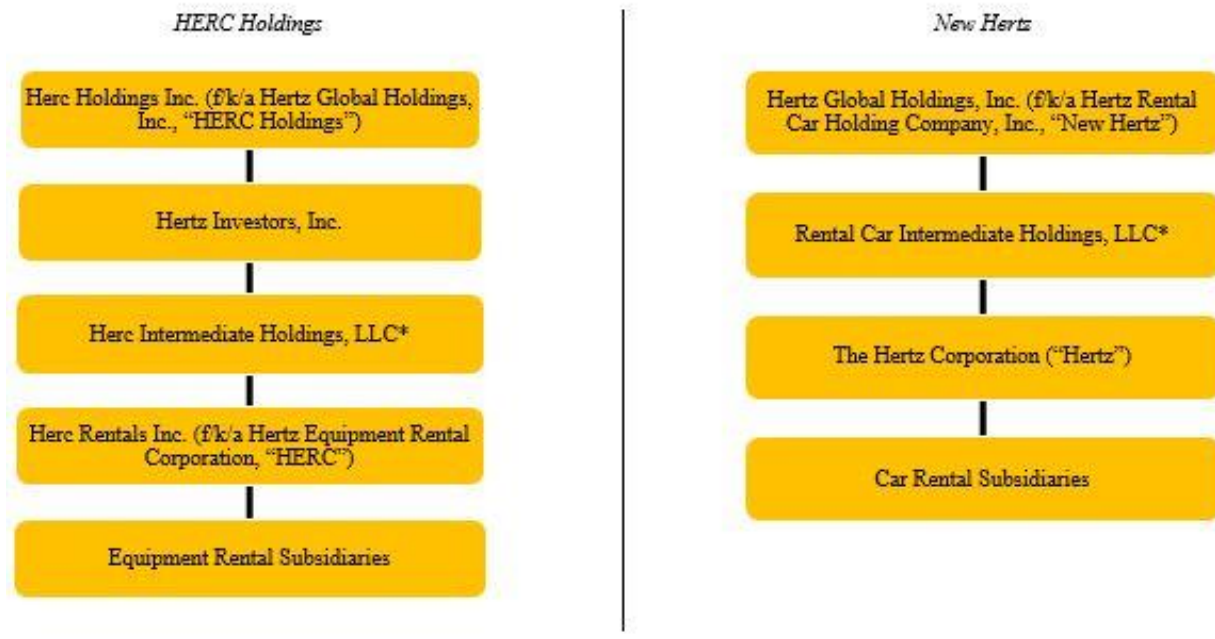 HERC Holdings
Herc Holdings Inc. (f/k/a Hertz Global Holdings,
Inc., “HERC Holdings”)
Hertz Investors, Inc.
Herc Intermediate Holdings, LLC*
Herc Rentals Inc. (f/k/a Hertz Equipment Rental
Corporation, “HERC”)
Equipment Rental Subsidiaries
New Hertz
Hertz Global Holdings, Inc. (f/k/a Hertz Rental
Car Holding Company, Inc., “New Hertz”)
Rental Car Intermediate Holdings, LLC*
The Hertz Corporation (“Hertz”)
Car Rental Subsidiaries